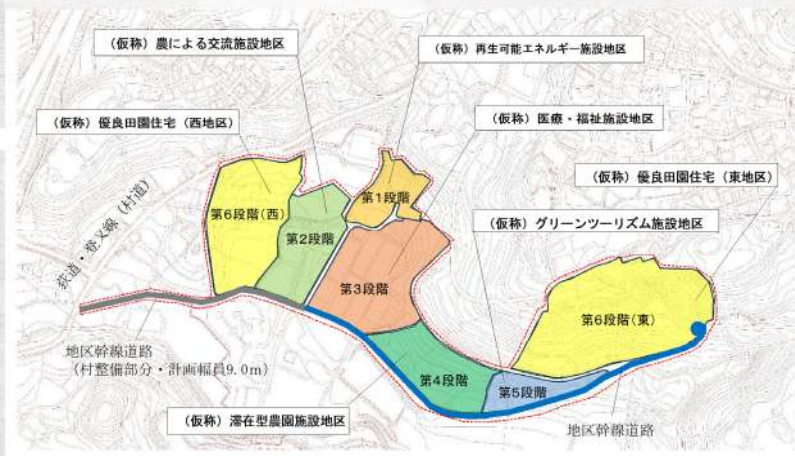 （仮称）農による交流施設地区
（仮称）再生可能エネルギー施設地区
（仮称）優良田園住宅（西地区）
（仮称）医療・福祉施設地区
（仮称）優良田園住宅（東地区）
（仮称）グリーンツーリズム施設地区
荻道・登又線（村道）
第6段階(西)
第2段階
第1段階
第3段階
第6段階(東)
第4段階
第5段階
地区幹線道路
（村整備部分・計画幅員9.0m）
（仮称）滞在型農園施設地区
地区幹線道路